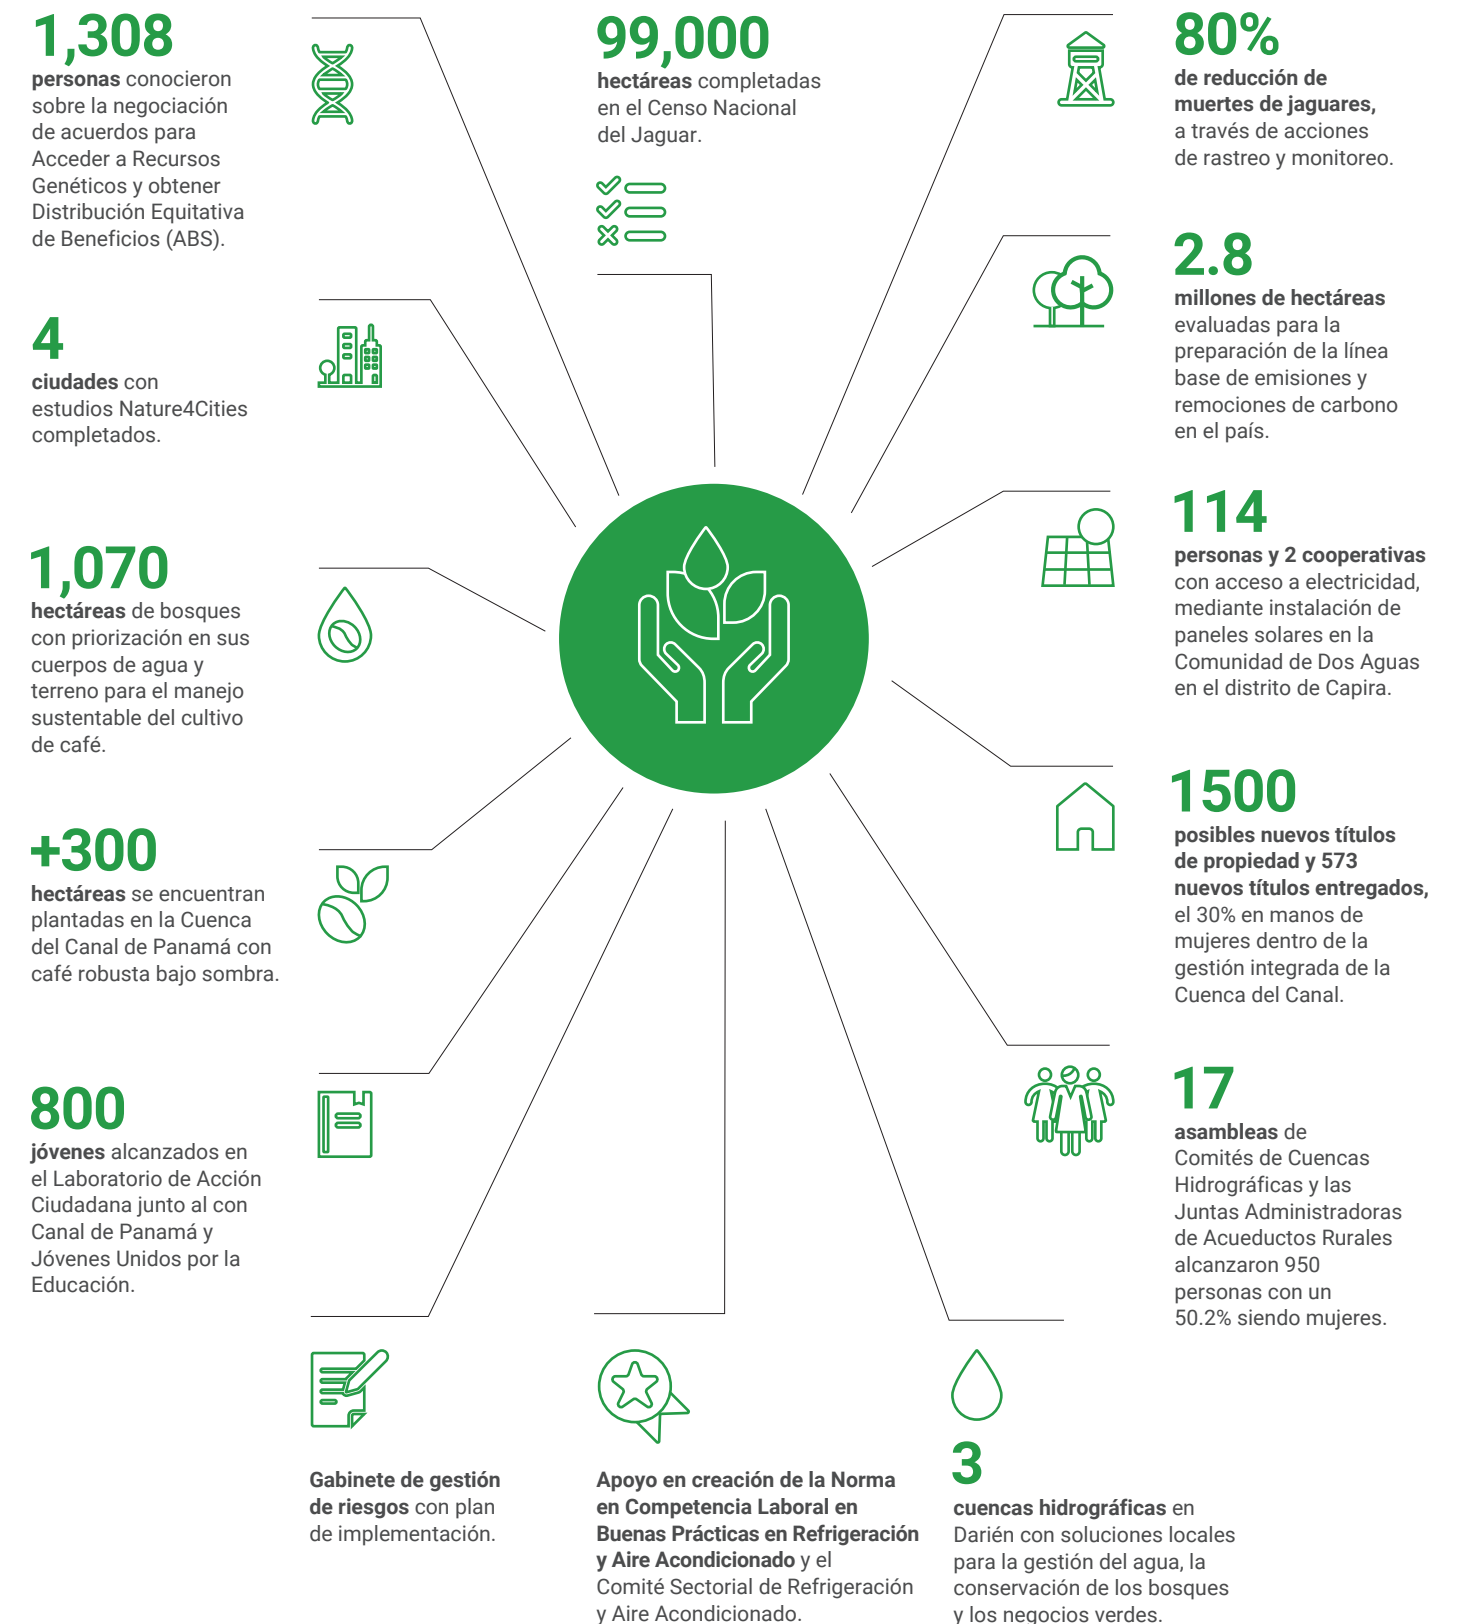 1,308
personas conocieron
sobre la negociación
de acuerdos para
Acceder a Recursos
Genéticos y obtener
Distribución Equitativa
de Beneficios (ABS).
4
ciudades con
estudios Nature4Cities
completados.
1,070
hectáreas de bosques
con priorización en sus
cuerpos de agua y
terreno para el manejo
sustentable del cultivo
de café.
+300
hectáreas se encuentran
plantadas en la Cuenca
del Canal de Panamá con
café robusta bajo sombra.
800
jóvenes alcanzados en
el Laboratorio de Acción
Ciudadana junto al con
Canal de Panamá y
Jóvenes Unidos por la
Educación.
99,000
hectáreas completadas
en el Censo Nacional
del Jaguar.
80%
de reducción de
muertes de jaguares,
a través de acciones
de rastreo y monitoreo.
2.8
millones de hectáreas
evaluadas para la
preparación de la línea
base de emisiones y
remociones de carbono
en el país.
114
personas y 2 cooperativas
con acceso a electricidad,
mediante instalación de
paneles solares en la
Comunidad de Dos Aguas
en el distrito de Capira.
1500
posibles nuevos títulos
de propiedad y 573
nuevos títulos entregados,
el 30% en manos de
mujeres dentro de la
gestión integrada de la
Cuenca del Canal.
17
asambleas de
Comités de Cuencas
Hidrográficas y las
Juntas Administradoras
de Acueductos Rurales
alcanzaron 950
personas con un
50.2% siendo mujeres.
Gabinete de gestión
de riesgos con plan
de implementación.
Apoyo en creación de la Norma
en Competencia Laboral en
Buenas Prácticas en Refrigeración
y Aire Acondicionado y el
Comité Sectorial de Refrigeración
y Aire Acondicionado.
3
cuencas hidrográficas en
Darién con soluciones locales
para la gestión del agua, la
conservación de los bosques
y los negocios verdes.